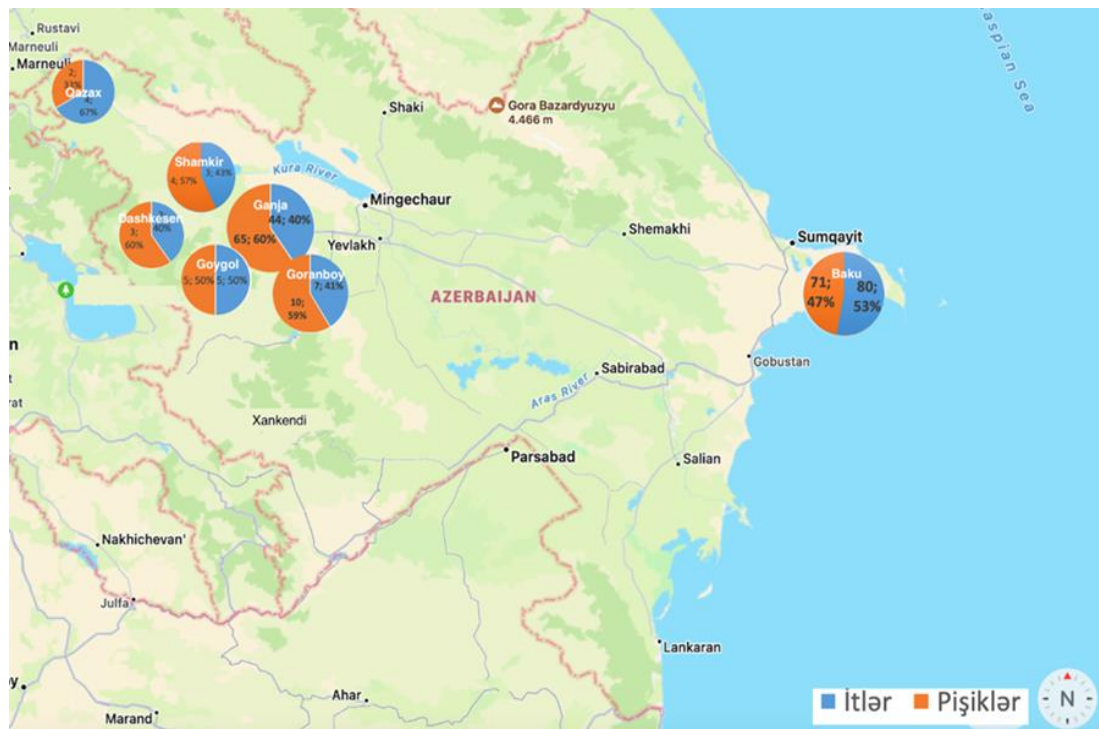 Rustavi
Marneuli
Marneuli
2;
33%
Qazax
4;
67%
Shaki
Gora Bazardyuzyu
4.466 m
Caspian Sea
Shamkir
4; 57%
3; 43%
Kura River
Mingechaur
Ganja
44; 40%
65; 60%
Dashkesen
2;
40%
3;
60%
Yevlakh
Shemakhi
Sumqayit
Goygol
5; 50%
5; 50%
Goranboy
7; 41%
10;
59%
AZERBAIJAN
Baku
71;
47%
80;
53%
Gobustan
Sabirabad
Aras River
Xankendi
Parsabad
Salian
Nakhichevan'
Julfa
Lankaran
Ahar
Marand
İtlər
Pişiklər
N